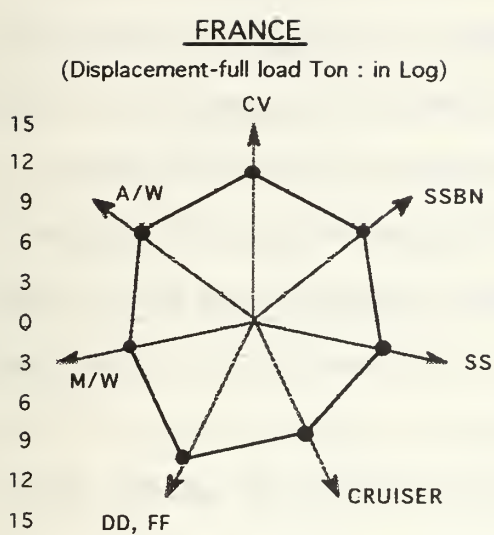 FRANCE
(Displacement-full load Ton : in Log)
CV
15
12
A/W
9
SSBN
6
3
0
3
SS
M/W
6
9
12
CRUISER
15
DD, FF